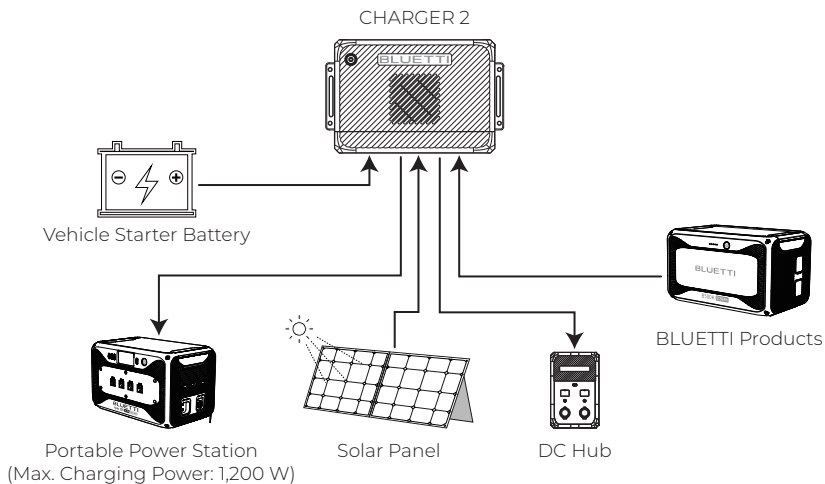 CHARGER 2
BLUETTI
Vehicle Starter Battery
BLUETTI
BLUETTI Products
BLUETTI
Portable Power Station
(Max. Charging Power: 1,200 W)
Solar Panel
DC Hub